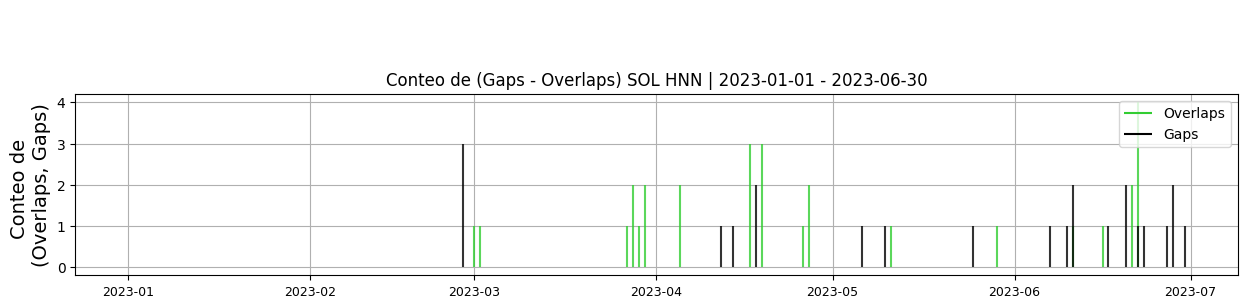 Conteo de (Gaps - Overlaps) SOL HNN | 2023-01-01 - 2023-06-30
Conteo de
(Overlaps, Gaps)
4
3
2
1
0
Overlaps
Gaps
2023-01
2023-02
2023-03
2023-04
2023-05
2023-06
2023-07